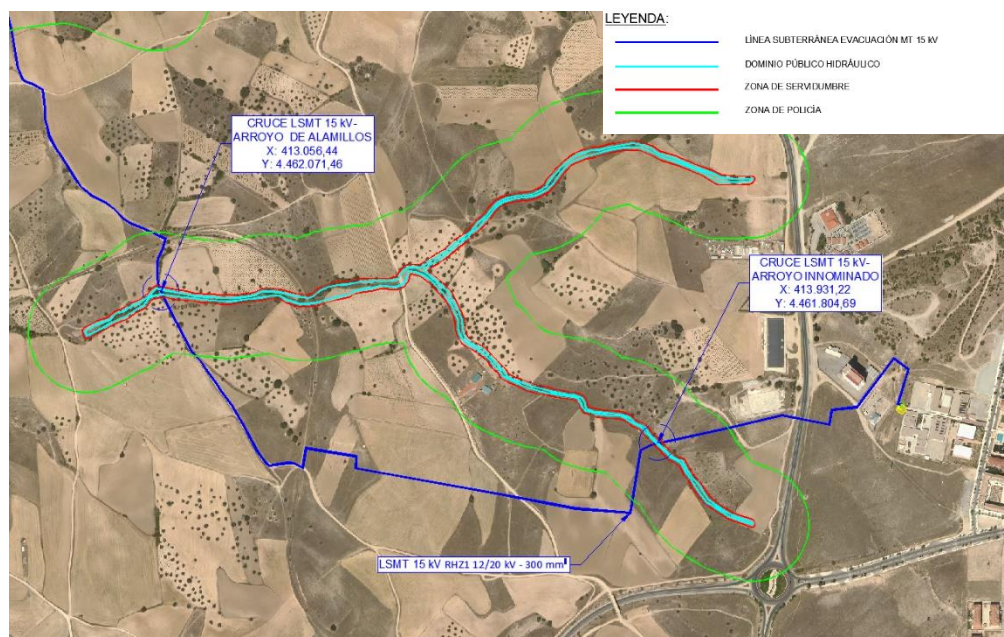 LEYENDA:
LÍNEA SUBTERRÁNEA EVACUACIÓN MT 15 kV
DOMINIO PÚBLICO HIDRÁULICO
ZONA DE SERVIDUMBRE
ZONA DE POLICÍA
CRUCE LSMT 15 kV-
ARROYO DE ALAMILLOS
X: 413.056,44
Y: 4.462.071,46
CRUCE LSMT 15 kV-
ARROYO INNOMINADO
X: 413.931,22
Y: 4.461.804,69
LSMT 15 kV RHZ1 12/20 kV - 300 mm²